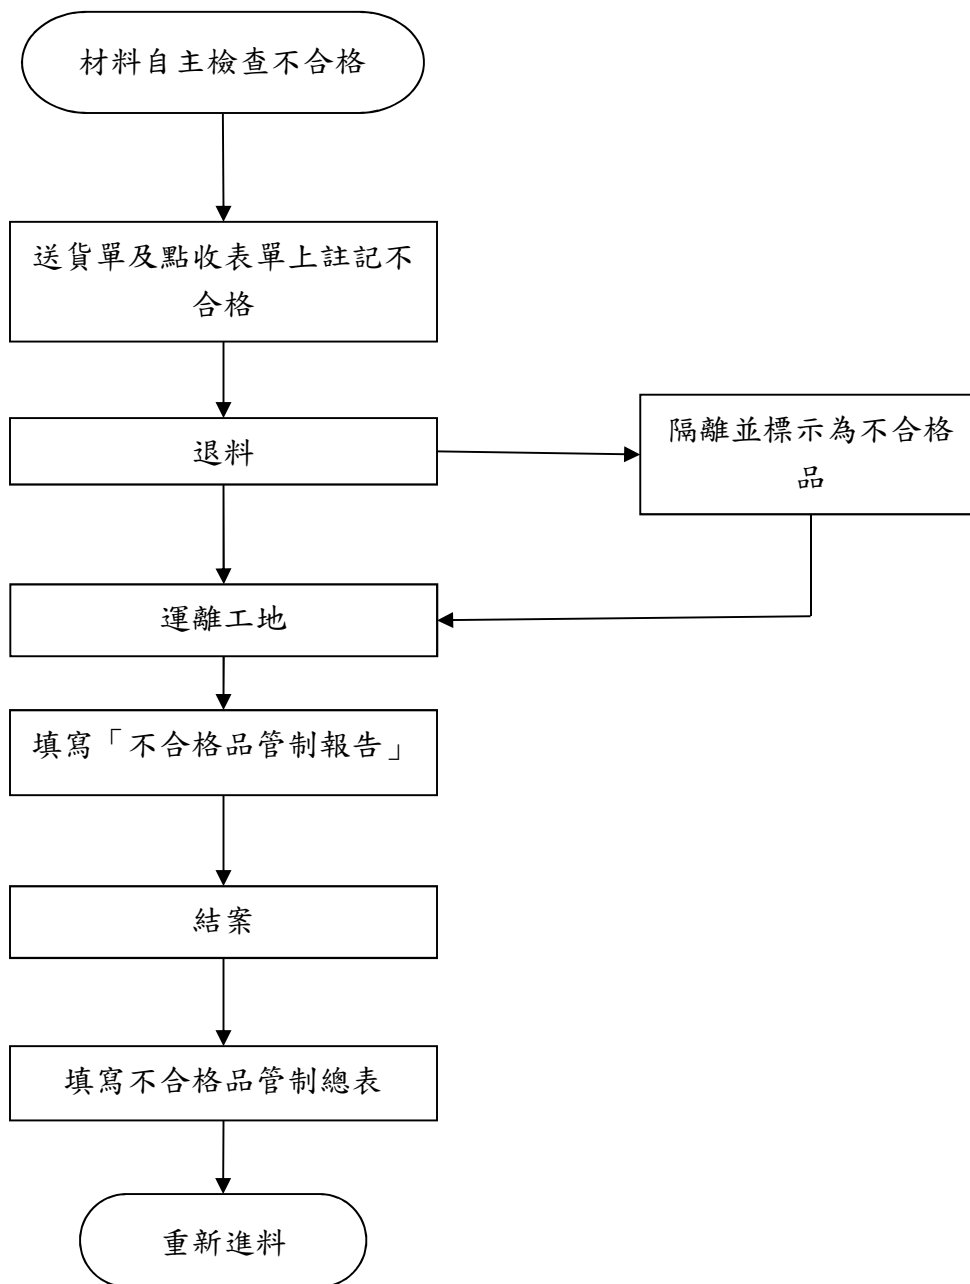 材料自主檢查不合格
送貨單及點收表單上註記不
合格
退料
隔離並標示為不合格
品
運離工地
填寫「不合格品管制報告」
結案
填寫不合格品管制總表
重新進料